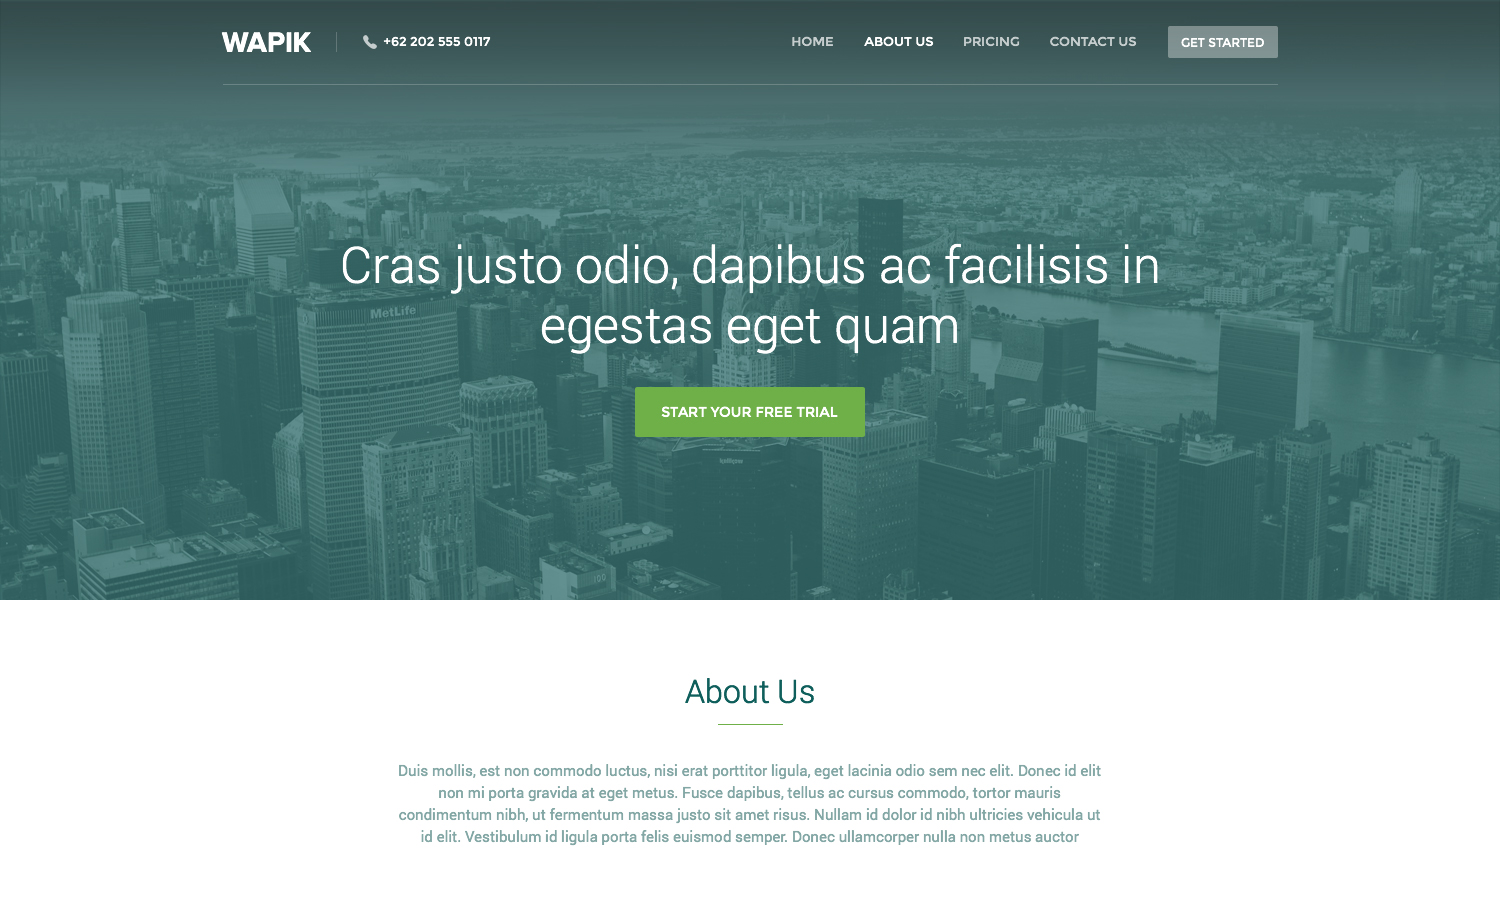 WAPIK
+62 202 555 0117
HOME
ABOUT US
PRICING
CONTACT US
GET STARTED
Cras justo odio, dapibus ac facilisis in
egestas eget quam
MetLife
START YOUR FREE TRIAL
100
About Us
Duis mollis, est non commodo luctus, nisi erat porttitor ligula, eget lacinia odio sem nec elit. Donec id elit
non mi porta gravida at eget metus. Fusce dapibus, tellus ac cursus commodo, tortor mauris
condimentum nibh, ut fermentum massa justo sit amet risus. Nullam id dolor id nibh ultricies vehicula ut
id elit. Vestibulum id ligula porta felis euismod semper. Donec ullamcorper nulla non metus auctor